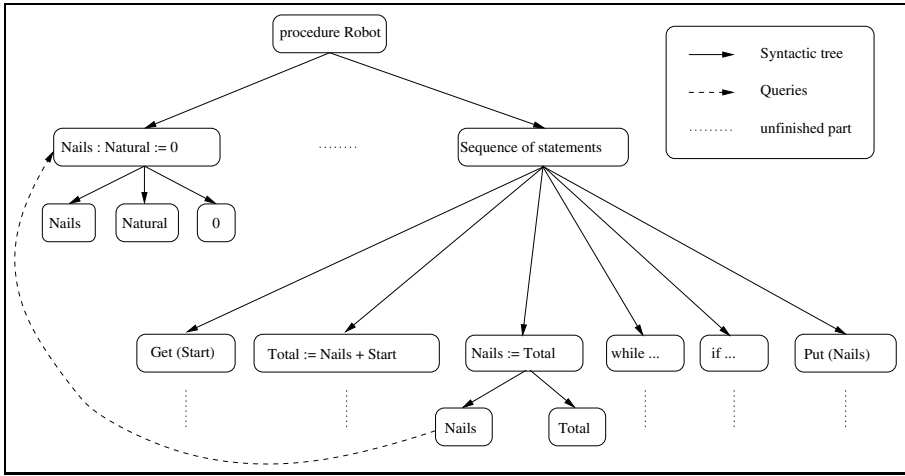 procedure Robot
Syntactic tree
Queries
unfinished part
Nails : Natural := 0
Sequence of statements
Nails
Natural
0
Get (Start)
Total := Nails + Start
Nails := Total
while ...
if ...
Put (Nails)
Nails
Total